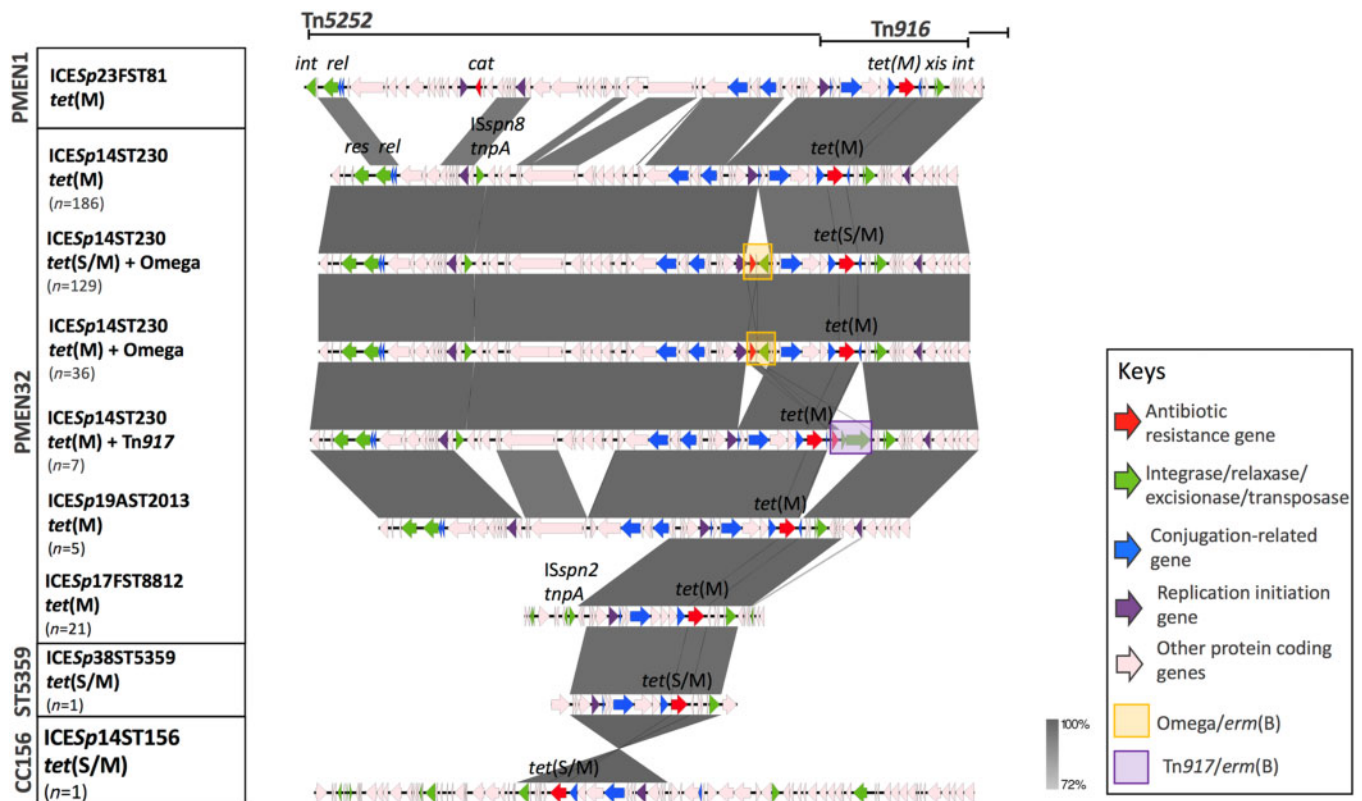 Tn5252
Tn916
PMEN1
ICESp23FST81
tet(M)
int rel
cat
tet(M) xis int
PMEN32
ICESp14ST230
tet(M)
(n=186)
res rel
ISspn8
tnpA
tet(M)
ICESp14ST230
tet(S/M) + Omega
(n=129)
tet(S/M)
ICESp14ST230
tet(M) + Omega
(n=36)
tet(M)
ICESp14ST230
tet(M) + Tn917
(n=7)
tet(M)
ICESp19AST2013
tet(M)
(n=5)
tet(M)
ICESp17FST8812
tet(M)
(n=21)
ISspn2
tnpA
tet(M)
ST5359
ICESp38ST5359
tet(S/M)
(n=1)
tet(S/M)
CC156
ICESp14ST156
tet(S/M)
(n=1)
tet(S/M)
100%
72%
Keys
Antibiotic
resistance gene
Integrase/relaxase/
excisionase/transposase
Conjugation-related
gene
Replication initiation
gene
Other protein coding
genes
Omega/erm(B)
Tn917/erm(B)